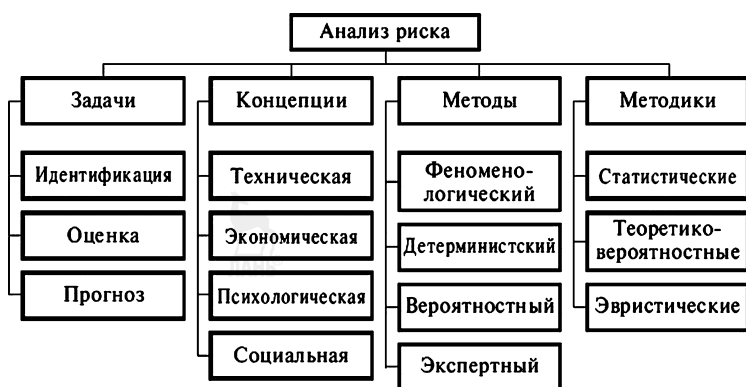 Анализ риска
Задачи
Концепции
Методы
Методики
Идентификация
Оценка
Прогноз
Техническая
Экономическая
Психологическая
Социальная
Феномено-
логический
Детерминистский
Вероятностный
Экспертный
Статистические
Теоретико-
вероятностные
Эвристические
ЛАНЬ